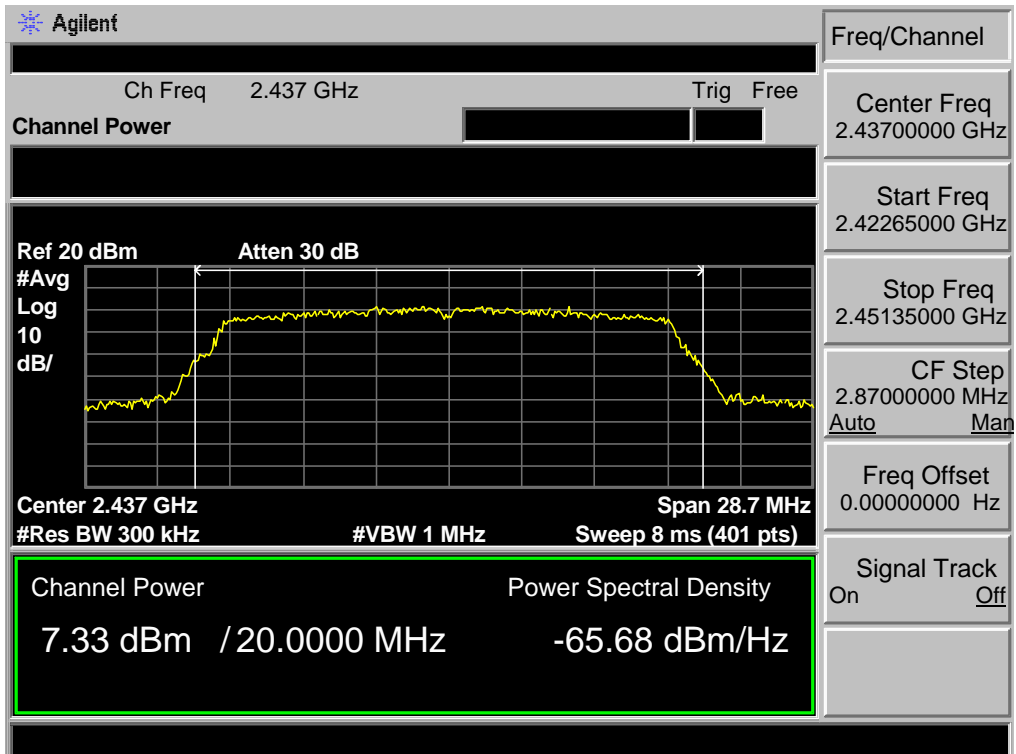 Agilent
Freq/Channel
Ch Freq 2.437 GHz Trig Free
Channel Power
Center Freq
2.43700000 GHz
Start Freq
2.42265000 GHz
Stop Freq
2.45135000 GHz
CF Step
2.87000000 MHz
Auto Man
Freq Offset
0.00000000 Hz
Signal Track
On Off
Ref 20 dBm Atten 30 dB
#Avg
Log
10
dB/
Center 2.437 GHz Span 28.7 MHz
#Res BW 300 kHz #VBW 1 MHz Sweep 8 ms (401 pts)
Channel Power Power Spectral Density
7.33 dBm / 20.0000 MHz -65.68 dBm/Hz